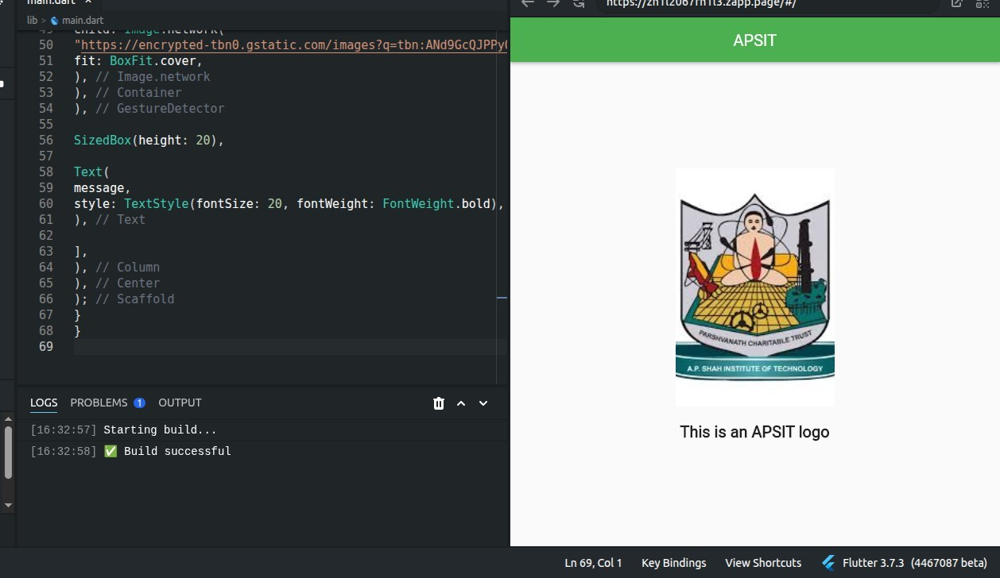 main.dart ×
lib > main.dart
49 child: Image.network(
50 "https://encrypted-tbn0.gstatic.com/images?q=tbn:ANd9GcQJPPy
51 fit: BoxFit.cover,
52 ), // Image.network
53 ), // Container
54 ), // GestureDetector
55
56 SizedBox(height: 20),
57
58 Text(
59 message,
60 style: TextStyle(fontSize: 20, fontWeight: FontWeight.bold),
61 ), // Text
62
63 ],
64 ), // Column
65 ), // Center
66 ); // Scaffold
67 }
68 }
69
LOGS PROBLEMS 1 OUTPUT
[16:32:57] Starting build...
[16:32:58] ✅ Build successful
APSIT
PARSHVANATH CHARITABLE TRUST
A.P. SHAH INSTITUTE OF TECHNOLOGY
This is an APSIT logo
Ln 69, Col 1 Key Bindings View Shortcuts Flutter 3.7.3 (4467087 beta)